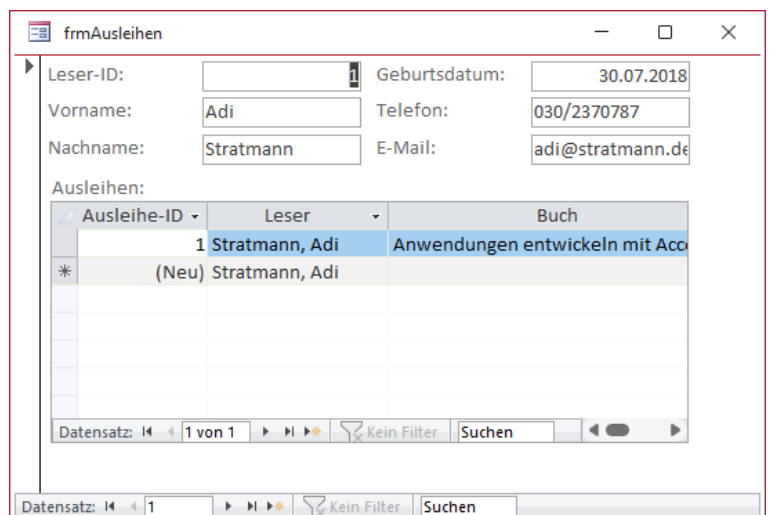 frmAusleihen
Leser-ID: 1 Geburtsdatum: 30.07.2018
Vorname: Adi Telefon: 030/2370787
Nachname: Stratmann E-Mail: adi@stratmann.de
Ausleihen:
Ausleihe-ID Leser Buch
1 Stratmann, Adi Anwendungen entwickeln mit Acce
(Neu) Stratmann, Adi
Datensatz: 1 von 1 Kein Filter Suchen
Datensatz: 1 Kein Filter Suchen